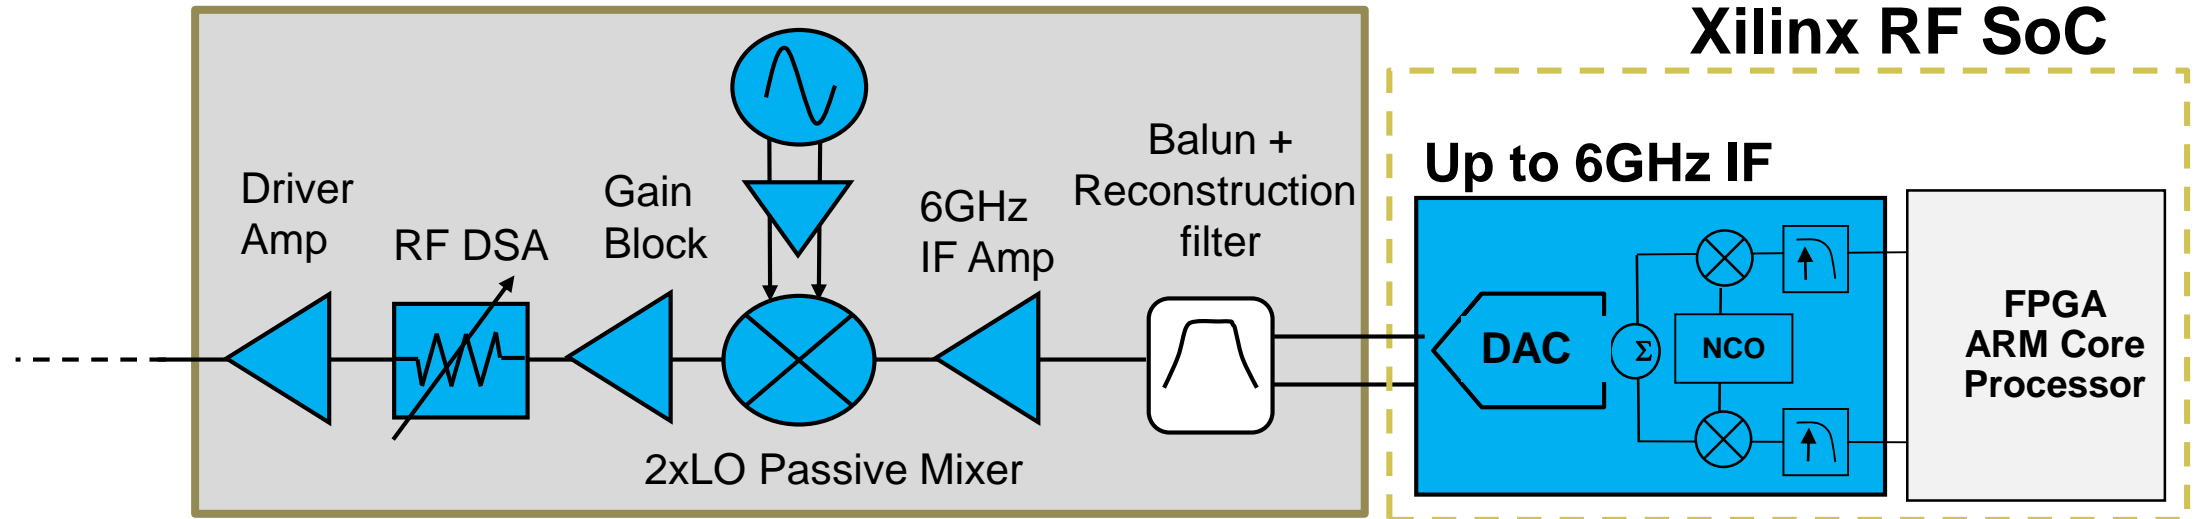 Xilinx RF SoC
Driver
Amp
RF DSA
Gain
Block
2xLO Passive Mixer
6GHz
IF Amp
Balun +
Reconstruction
filter
Up to 6GHz IF
DAC
Σ
NCO
FPGA
ARM Core
Processor